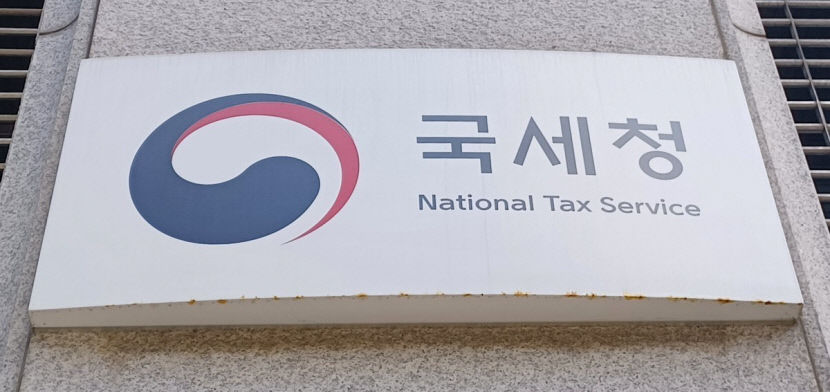 국세청
National Tax Service